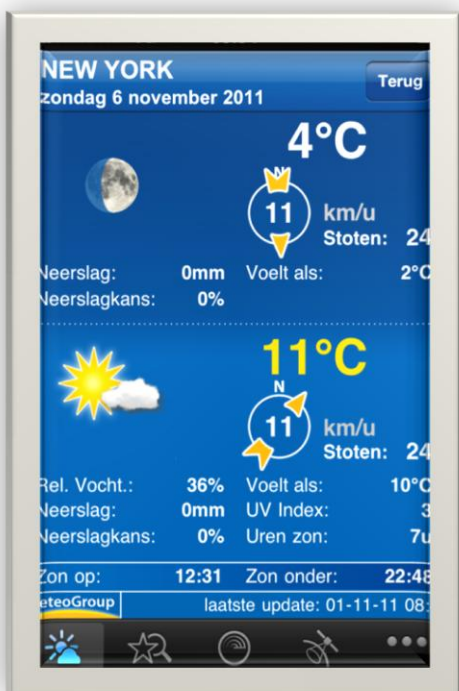 NEW YORK
zondag 6 november 2011
Terug
4°C
N
11 km/u
Stoten: 24
Neerslag: 0mm Voelt als: 2°C
Neerslagkans: 0%
11°C
N
11 km/u
Stoten: 24
Rel. Vocht.: 36% Voelt als: 10°C
Neerslag: 0mm UV Index: 3
Neerslagkans: 0% Uren zon: 7u
Zon op: 12:31 Zon onder: 22:48
eteoGroup laatste update: 01-11-11 08: